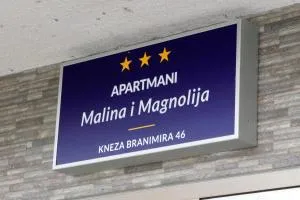 APARTMANI
Malina i Magnolija
KNEZA BRANIMIRA 46